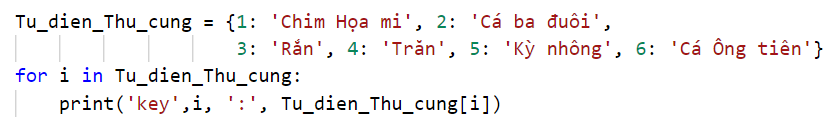 Tu_dien_Thu_cung = {1: 'Chim Họa mi', 2: 'Cá ba đuôi',
3: 'Rắn', 4: 'Trăn', 5: 'Kỳ nhông', 6: 'Cá Ông tiên'}
for i in Tu_dien_Thu_cung:
print('key',i, ':', Tu_dien_Thu_cung[i])